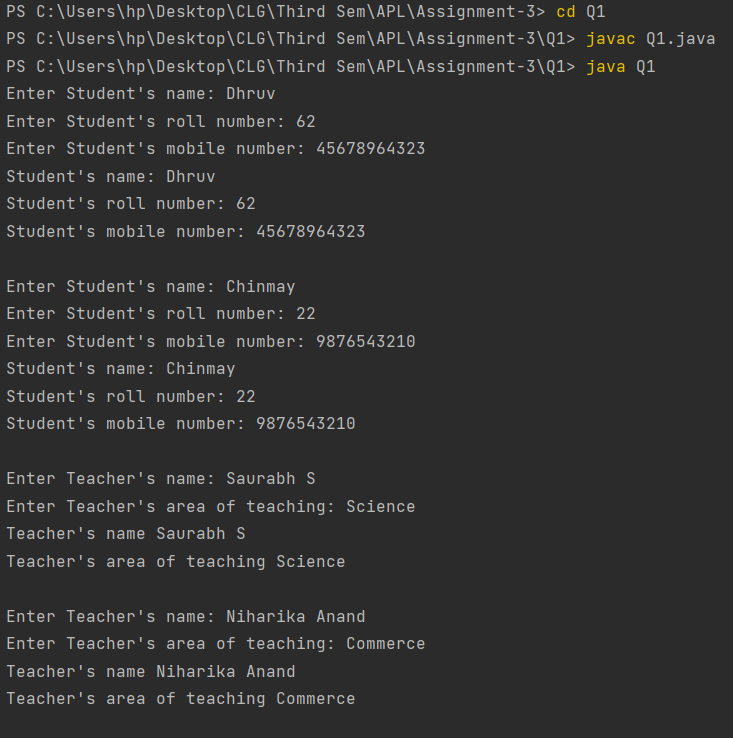 PS C:\Users\hp\Desktop\CLG\Third Sem\APL\Assignment-3> cd Q1
PS C:\Users\hp\Desktop\CLG\Third Sem\APL\Assignment-3\Q1> javac Q1.java
PS C:\Users\hp\Desktop\CLG\Third Sem\APL\Assignment-3\Q1> java Q1
Enter Student's name: Dhruv
Enter Student's roll number: 62
Enter Student's mobile number: 45678964323
Student's name: Dhruv
Student's roll number: 62
Student's mobile number: 45678964323

Enter Student's name: Chinmay
Enter Student's roll number: 22
Enter Student's mobile number: 9876543210
Student's name: Chinmay
Student's roll number: 22
Student's mobile number: 9876543210

Enter Teacher's name: Saurabh S
Enter Teacher's area of teaching: Science
Teacher's name Saurabh S
Teacher's area of teaching Science

Enter Teacher's name: Niharika Anand
Enter Teacher's area of teaching: Commerce
Teacher's name Niharika Anand
Teacher's area of teaching Commerce